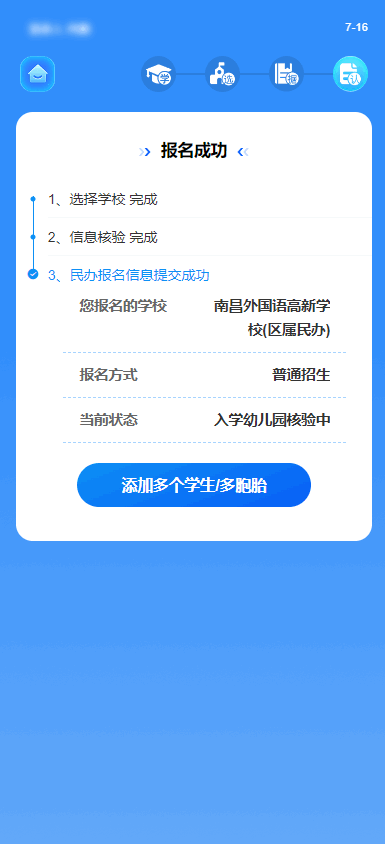 7-16
学 选 据 认
报名成功
1、选择学校 完成
2、信息核验 完成
3、民办报名信息提交成功
您报名的学校 南昌外国语高新学
校(区属民办)
报名方式 普通招生
当前状态 入学幼儿园核验中
添加多个学生/多胞胎